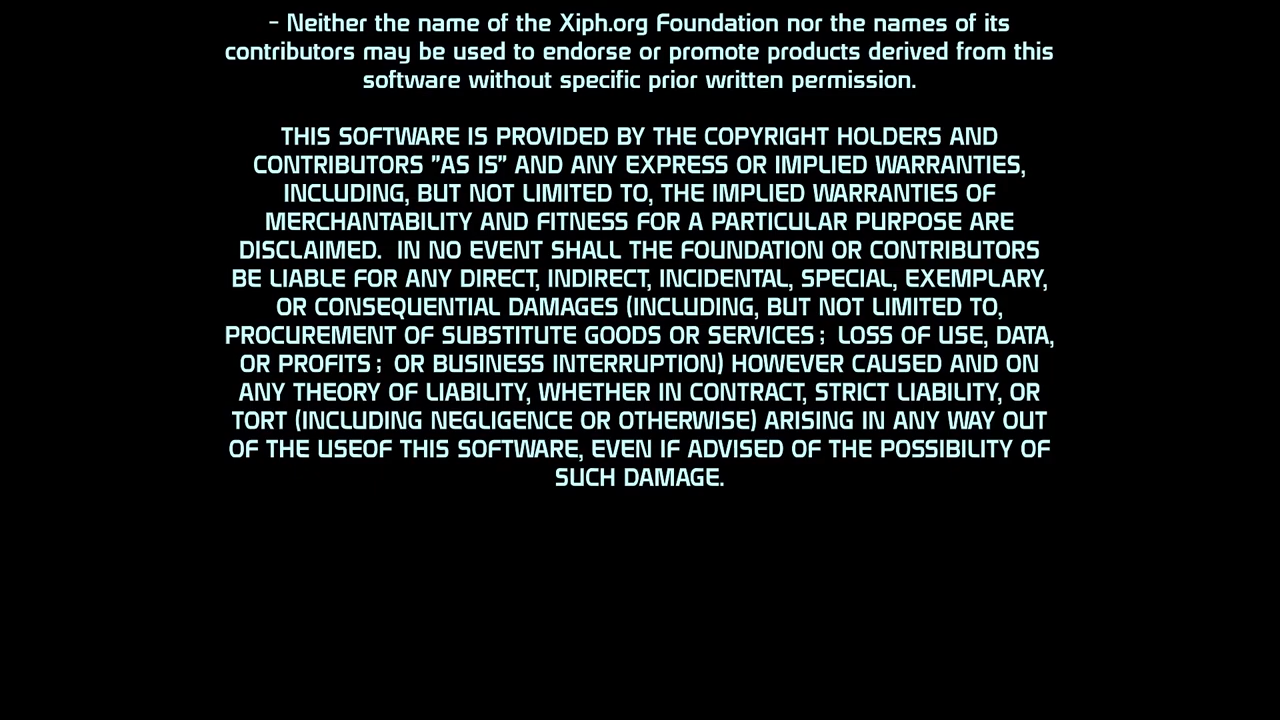 - Neither the name of the Xiph.org Foundation nor the names of its
contributors may be used to endorse or promote products derived from this
software without specific prior written permission.
THIS SOFTWARE IS PROVIDED BY THE COPYRIGHT HOLDERS AND
CONTRIBUTORS "AS IS" AND ANY EXPRESS OR IMPLIED WARRANTIES,
INCLUDING, BUT NOT LIMITED TO, THE IMPLIED WARRANTIES OF
MERCHANTABILITY AND FITNESS FOR A PARTICULAR PURPOSE ARE
DISCLAIMED.  IN NO EVENT SHALL THE FOUNDATION OR CONTRIBUTORS
BE LIABLE FOR ANY DIRECT, INDIRECT, INCIDENTAL, SPECIAL, EXEMPLARY,
OR CONSEQUENTIAL DAMAGES (INCLUDING, BUT NOT LIMITED TO,
PROCUREMENT OF SUBSTITUTE GOODS OR SERVICES ;  LOSS OF USE, DATA,
OR PROFITS ;  OR BUSINESS INTERRUPTION) HOWEVER CAUSED AND ON
ANY THEORY OF LIABILITY, WHETHER IN CONTRACT, STRICT LIABILITY, OR
TORT (INCLUDING NEGLIGENCE OR OTHERWISE) ARISING IN ANY WAY OUT
OF THE USEOF THIS SOFTWARE, EVEN IF ADVISED OF THE POSSIBILITY OF
SUCH DAMAGE.